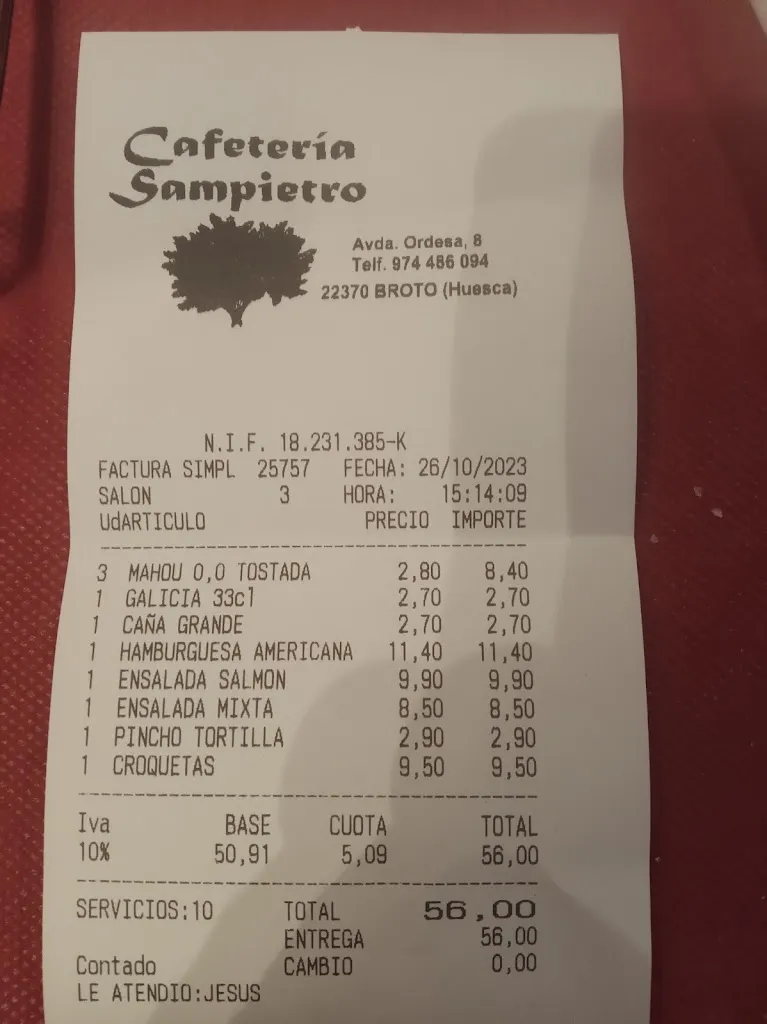 Cafetería
Sampietro
Avda. Ordesa, 8
Telf. 974 486 094
22370 BROTO (Huesca)
N.I.F. 18.231.385-K
FACTURA SIMPL 25757 FECHA: 26/10/2023
SALON 3 HORA: 15:14:09
UdARTICULO PRECIO IMPORTE
3 MAHOU 0,0 TOSTADA 2,80 8,40
1 GALICIA 33cl 2,70 2,70
1 CAÑA GRANDE 2,70 2,70
1 HAMBURGUESA AMERICANA 11,40 11,40
1 ENSALADA SALMON 9,90 9,90
1 ENSALADA MIXTA 8,50 8,50
1 PINCHO TORTILLA 2,90 2,90
1 CROQUETAS 9,50 9,50
Iva BASE CUOTA TOTAL
10% 50,91 5,09 56,00
SERVICIOS:10 TOTAL 56,00
ENTREGA 56,00
Contado CAMBIO 0,00
LE ATENDIO:JESUS